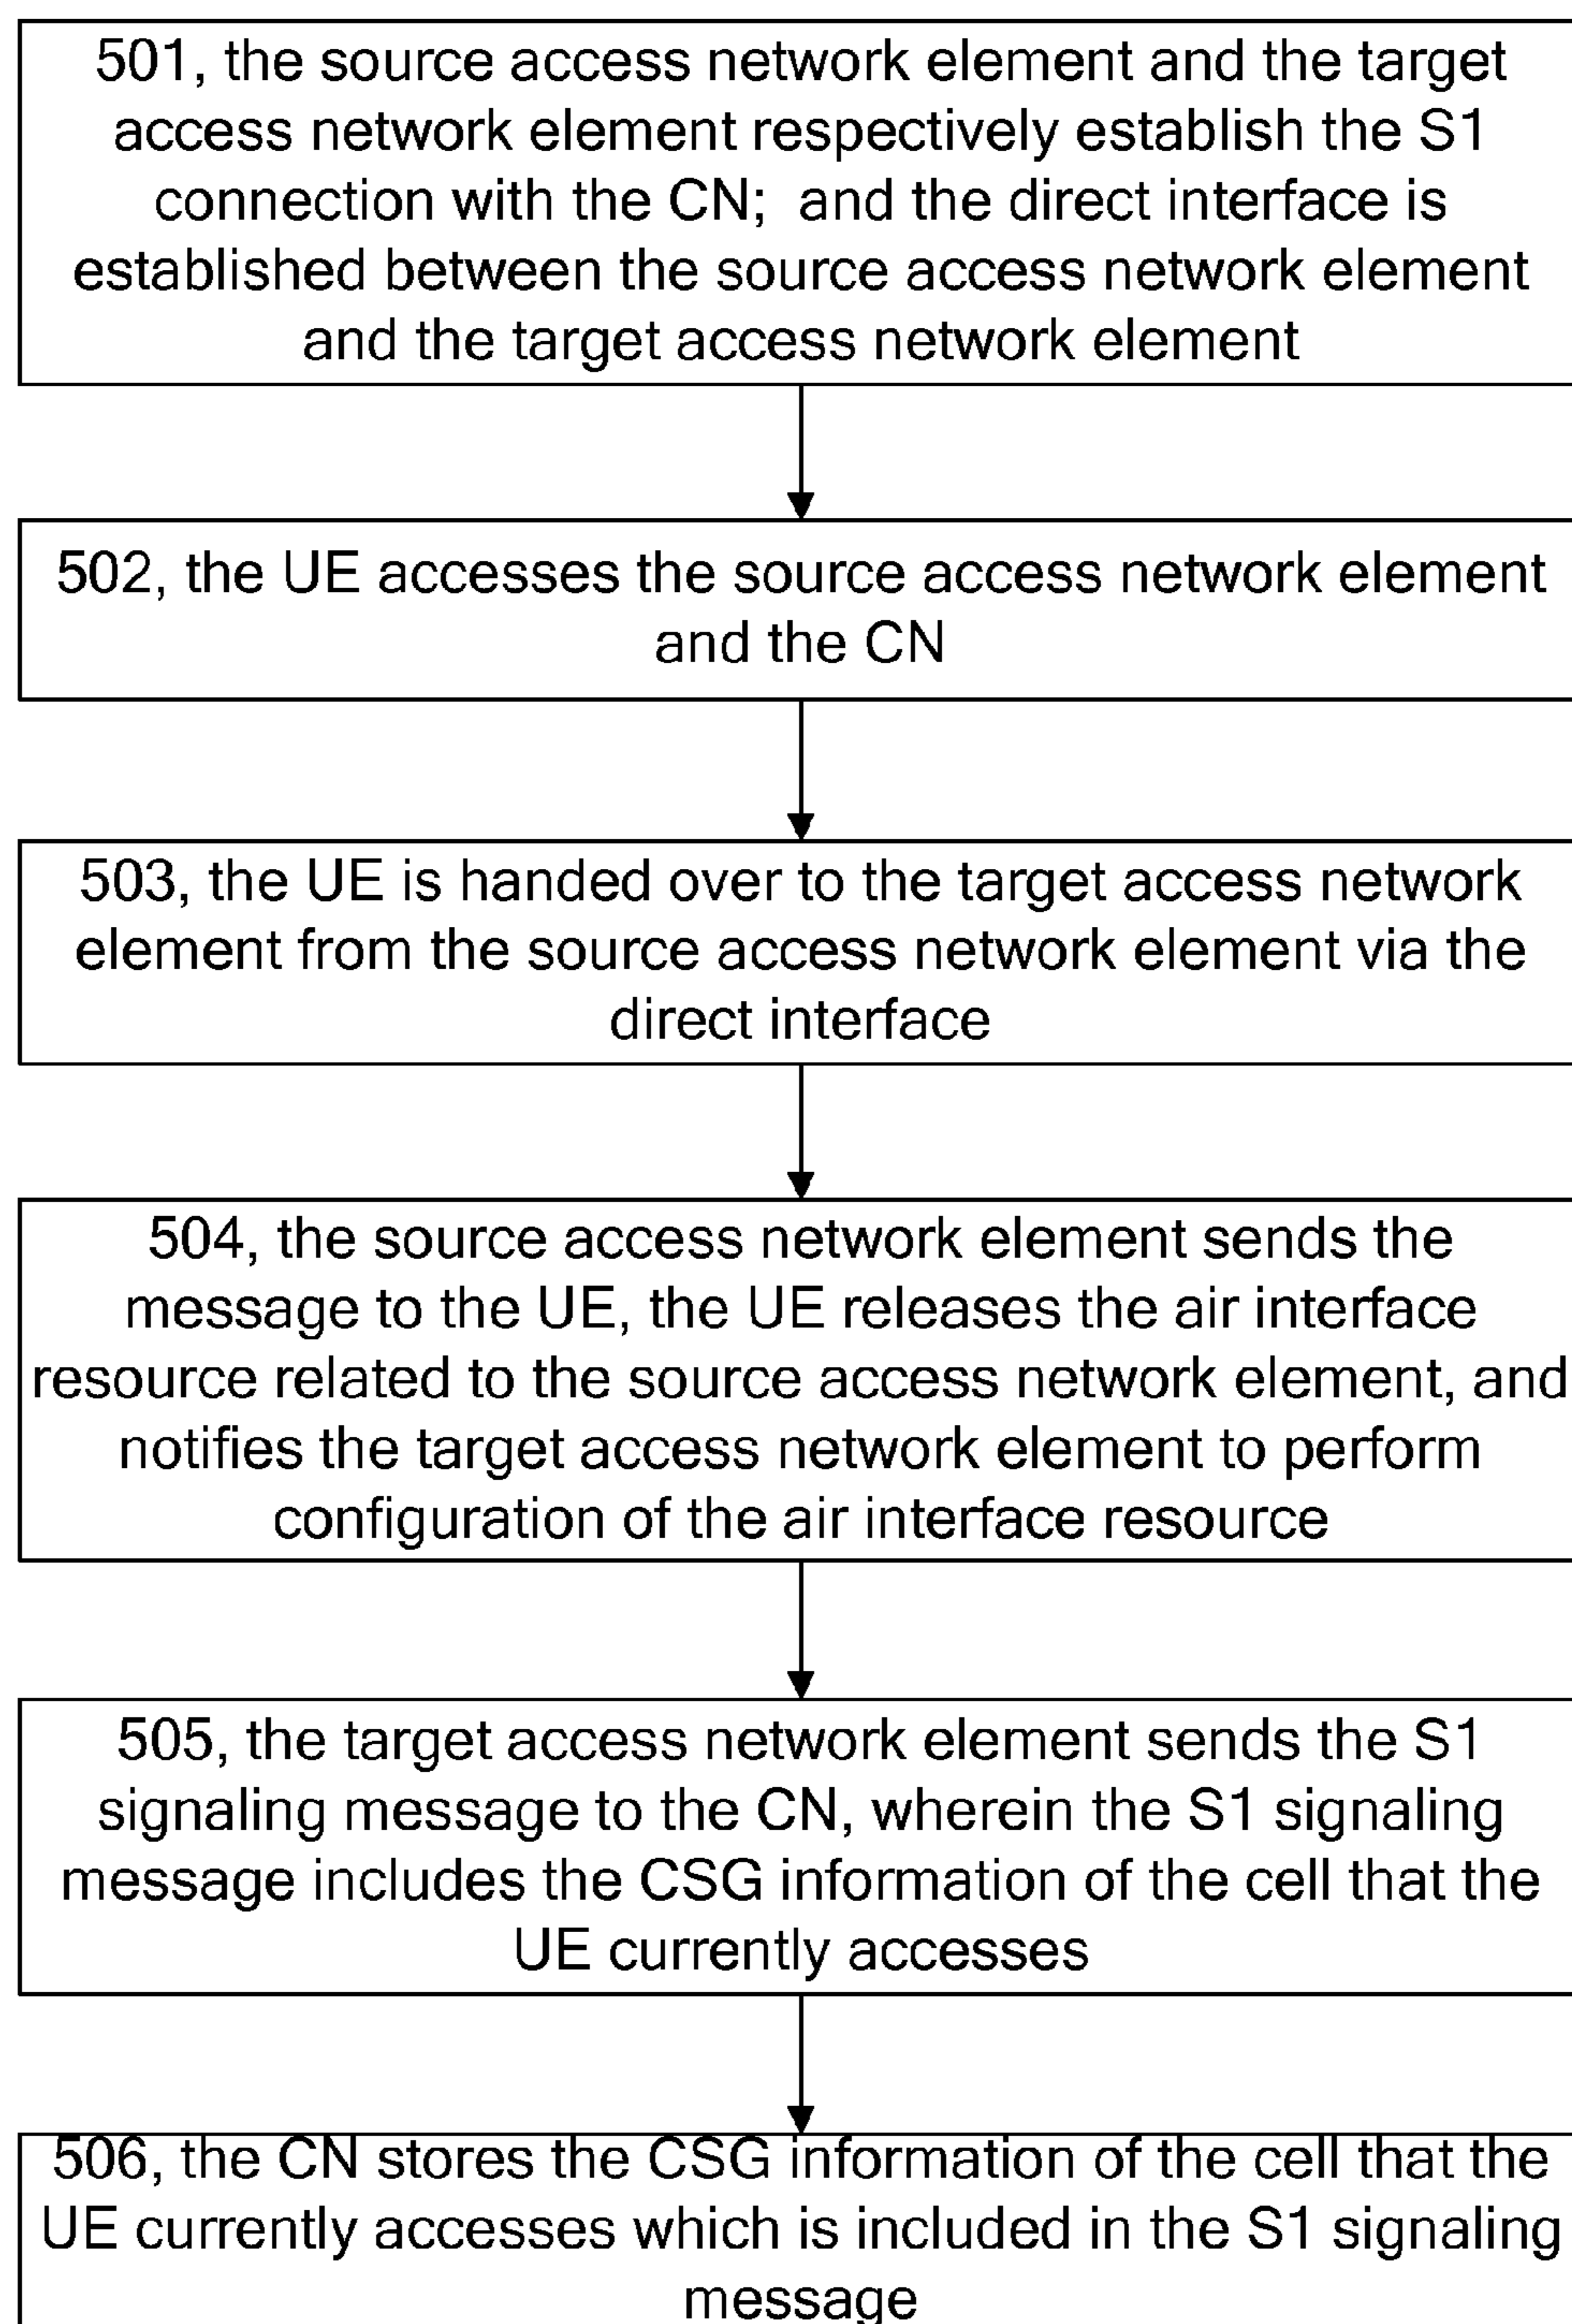 501, the source access network element and the target
access network element respectively establish the S1
connection with the CN;  and the direct interface is
established between the source access network element
and the target access network element
502, the UE accesses the source access network element
and the CN
503, the UE is handed over to the target access network
element from the source access network element via the
direct interface
504, the source access network element sends the
message to the UE, the UE releases the air interface
resource related to the source access network element, and
notifies the target access network element to perform
configuration of the air interface resource
505, the target access network element sends the S1
signaling message to the CN, wherein the S1 signaling
message includes the CSG information of the cell that the
UE currently accesses
506, the CN stores the CSG information of the cell that the
UE currently accesses which is included in the S1 signaling
message